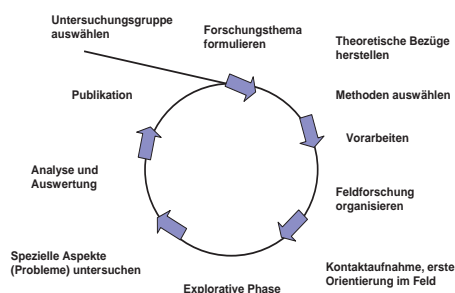 Untersuchungsgruppe
auswählen
Forschungsthema
formulieren
Theoretische Bezüge
herstellen
Methoden auswählen
Vorarbeiten
Feldforschung
organisieren
Kontaktaufnahme, erste
Orientierung im Feld
Explorative Phase
Spezielle Aspekte
(Probleme) untersuchen
Analyse und
Auswertung
Publikation